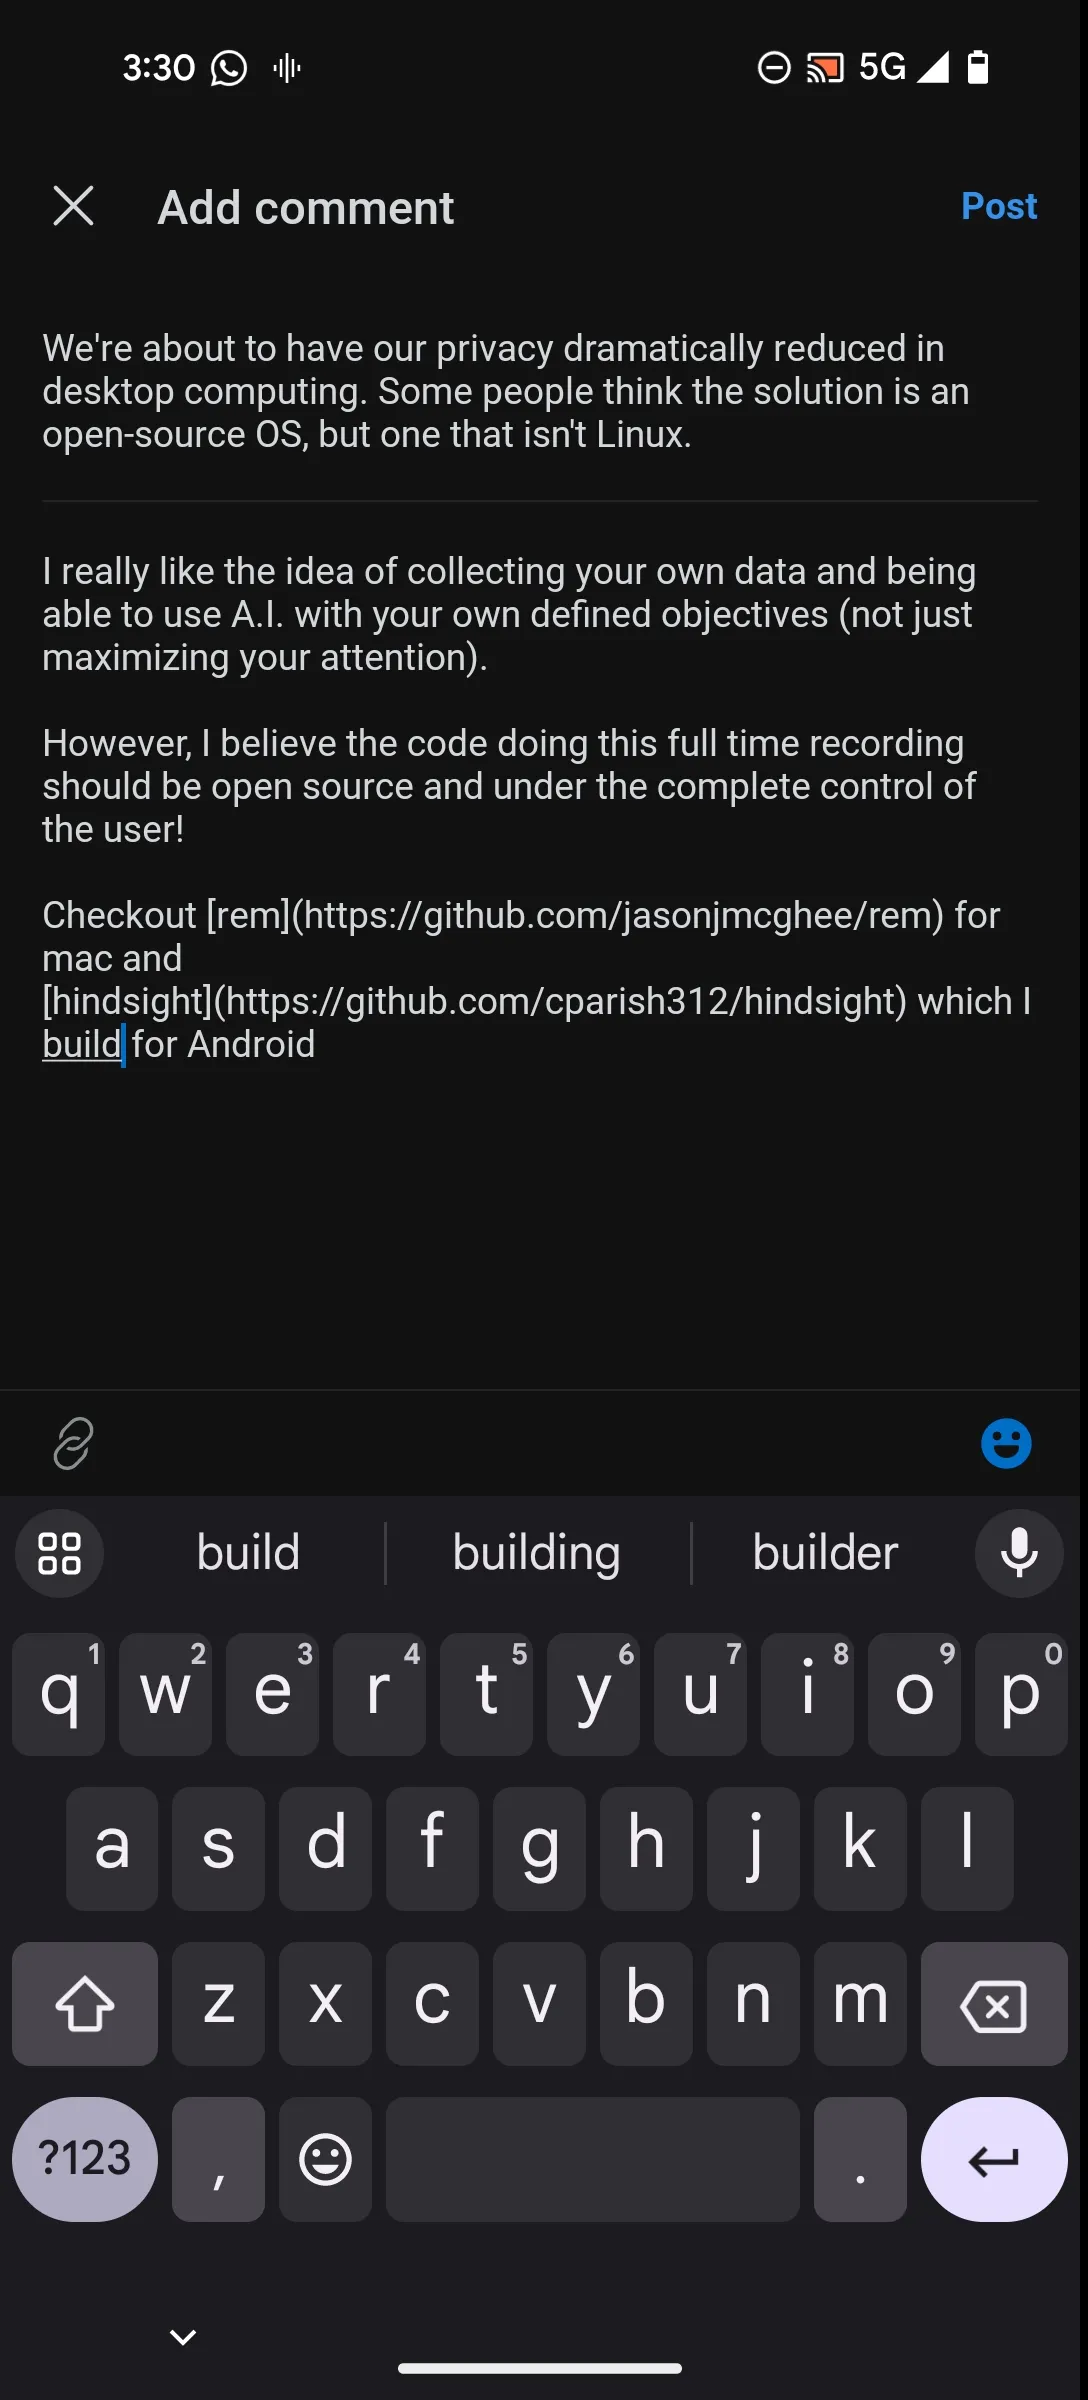 3:30
5G
Add comment
Post
We're about to have our privacy dramatically reduced in
desktop computing. Some people think the solution is an
open-source OS, but one that isn't Linux.
I really like the idea of collecting your own data and being
able to use A.I. with your own defined objectives (not just
maximizing your attention).
However, I believe the code doing this full time recording
should be open source and under the complete control of
the user!
Checkout [rem](https://github.com/jasonjmcghee/rem) for
mac and
[hindsight](https://github.com/cparish312/hindsight) which I
build for Android
build building builder
1 2 3 4 5 6 7 8 9 0
q w e r t y u i o p
a s d f g h j k l
z x c v b n m
?123 , .